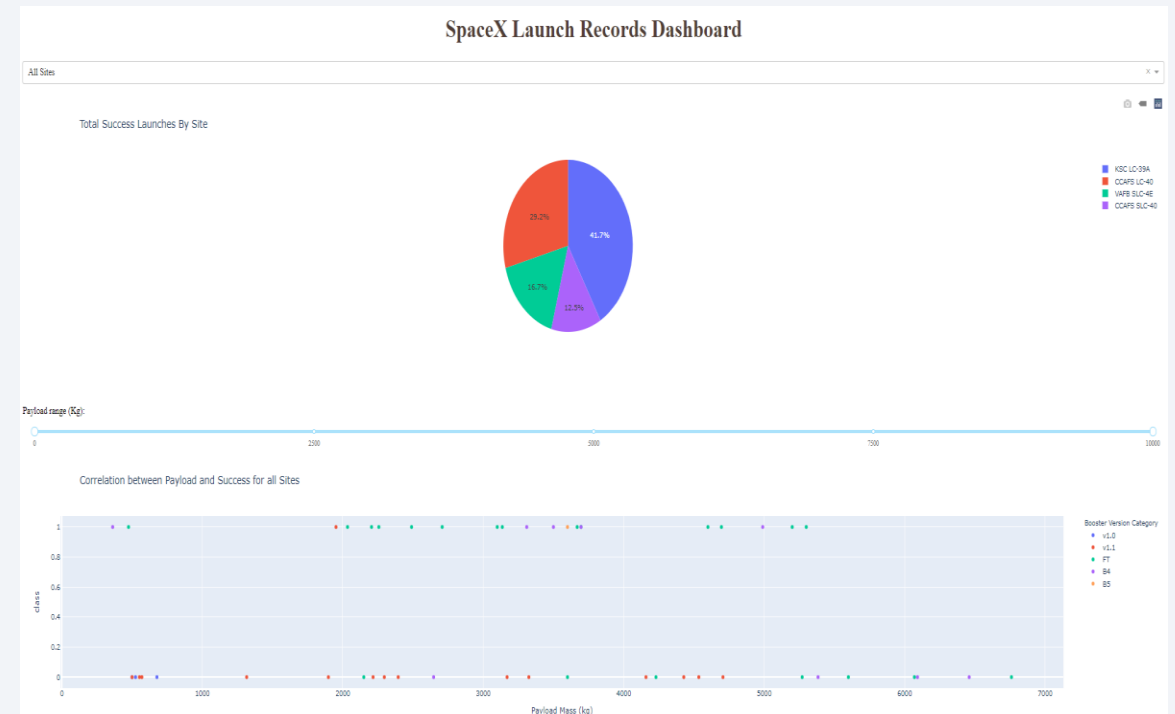 SpaceX Launch Records Dashboard
All Sites
Total Success Launches By Site
KSC LC-39A
CCAFS LC-40
VAFB SLC-4E
CCAFS SLC-40
29.2%
41.7%
16.7%
12.5%
Payload range (Kg):
0 2500 5000 7500 10000
Correlation between Payload and Success for all Sites
Booster Version Category
v1.0
v1.1
FT
B4
B5
class
1
0.8
0.6
0.4
0.2
0
0 1000 2000 3000 4000 5000 6000 7000
Payload Mass (kg)